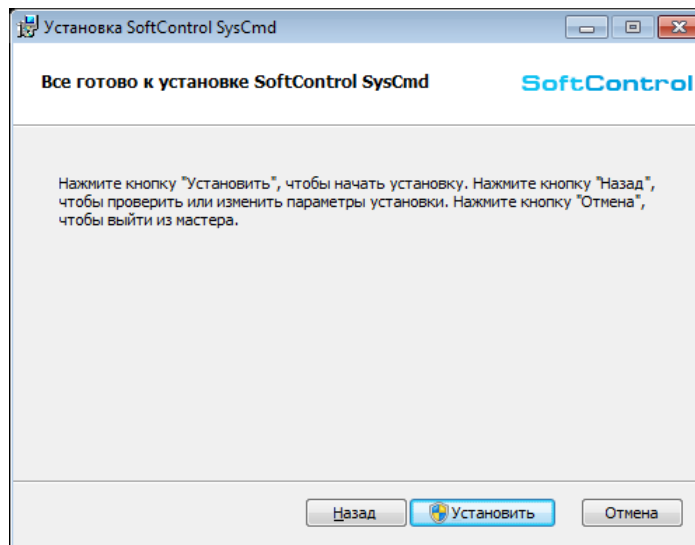 Установка SoftControl SysCmd
Все готово к установке SoftControl SysCmd
SoftControl
Нажмите кнопку "Установить", чтобы начать установку. Нажмите кнопку "Назад",
чтобы проверить или изменить параметры установки. Нажмите кнопку "Отмена",
чтобы выйти из мастера.
Назад
Установить
Отмена